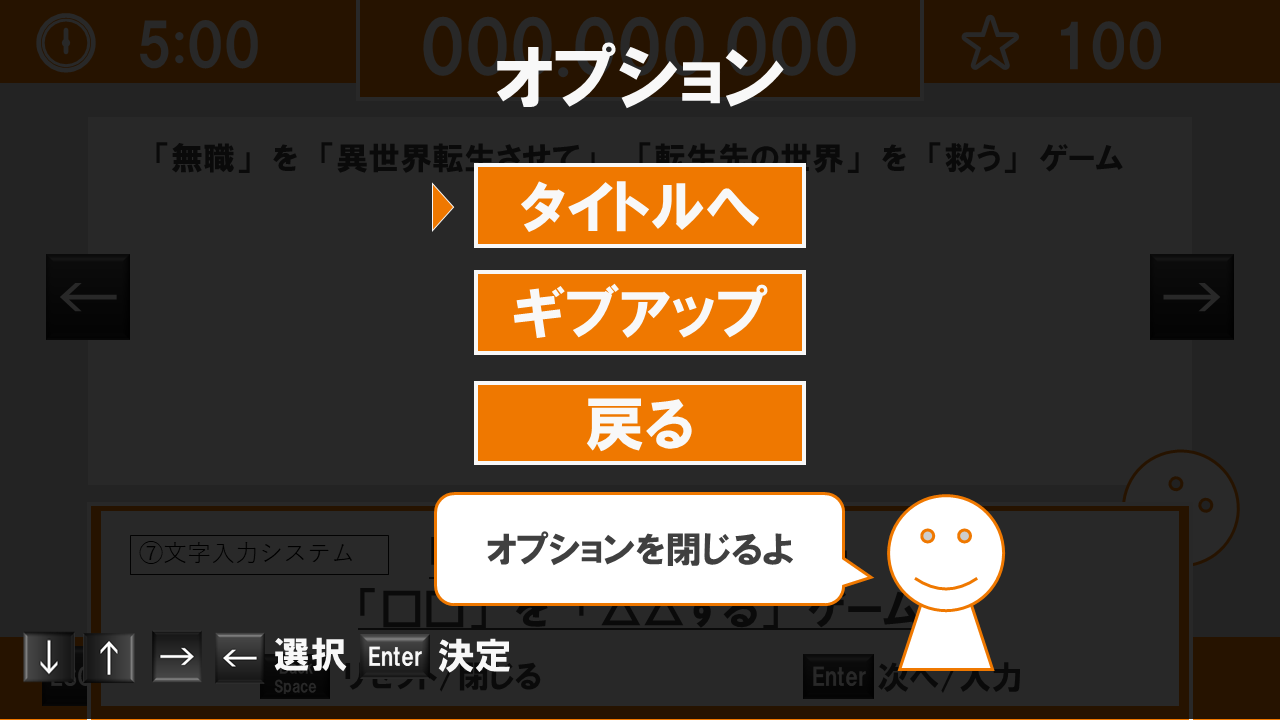 5:00
000,000,000
100
オプション
「無職」を「異世界転生させて」「転生先の世界」を「救う」ゲーム
タイトルへ
ギブアップ
戻る
オプションを閉じるよ
⑦文字入力システム
「□□」を「△△する」ゲーム
↓ ↑ → ← 選択 Enter 決定
Space リセット/閉じる
Enter 次へ/入力